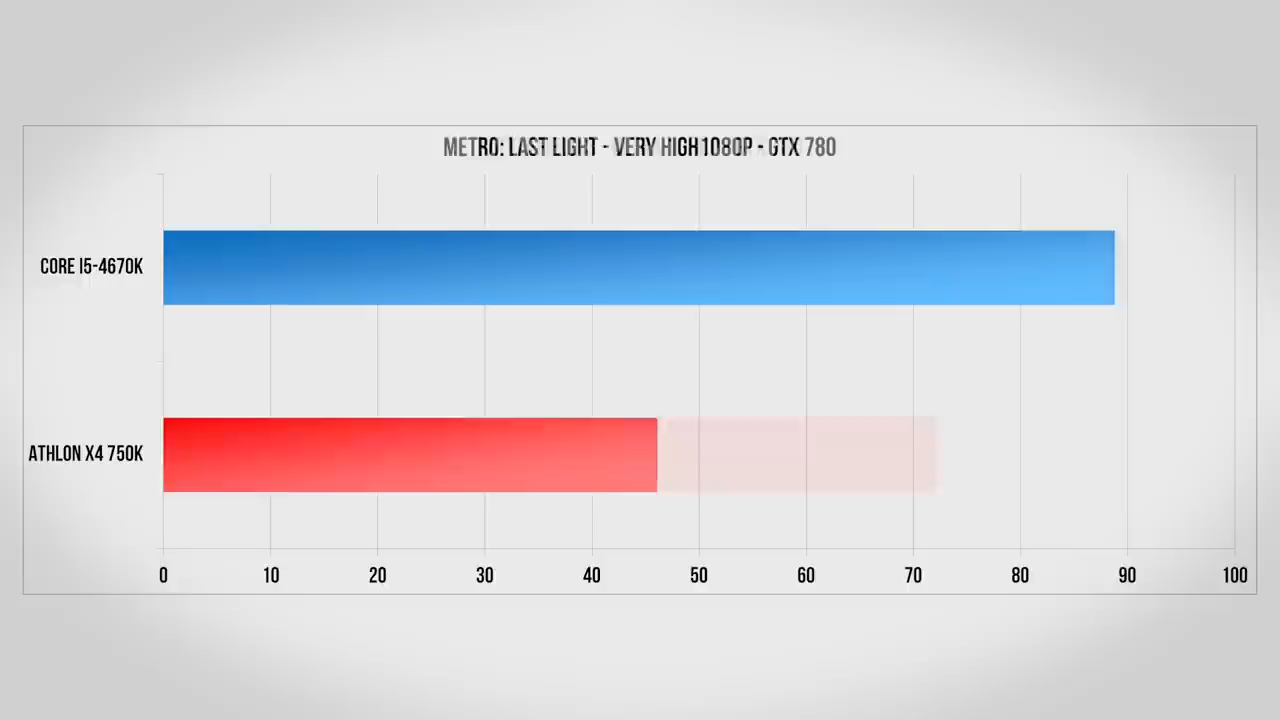 METRO: LAST LIGHT - VERY HIGH 1080P - GTX 780
CORE I5-4670K
ATHLON X4 750K
0 10 20 30 40 50 60 70 80 90 100